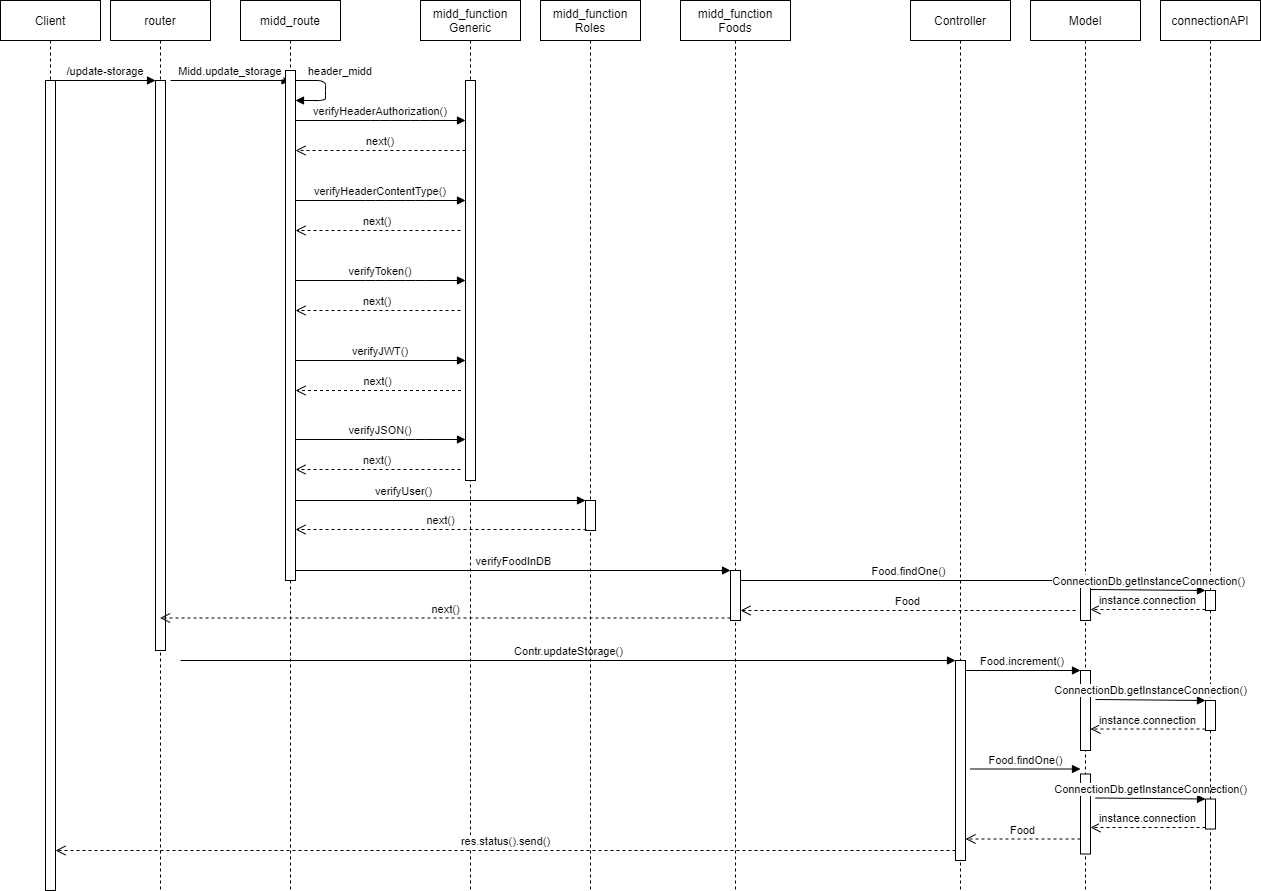 Client
router
midd_route
midd_function
Generic
midd_function
Roles
midd_function
Foods
Controller
Model
connectionAPI
/update-storage
Midd.update_storage
header_midd
verifyHeaderAuthorization()
next()
verifyHeaderContentType()
next()
verifyToken()
next()
verifyJWT()
next()
verifyJSON()
next()
verifyUser()
next()
verifyFoodInDB
Food.findOne()
ConnectionDb.getInstanceConnection()
instance.connection
Food
next()
Contr.updateStorage()
Food.increment()
ConnectionDb.getInstanceConnection()
instance.connection
Food.findOne()
ConnectionDb.getInstanceConnection()
instance.connection
Food
res.status().send()